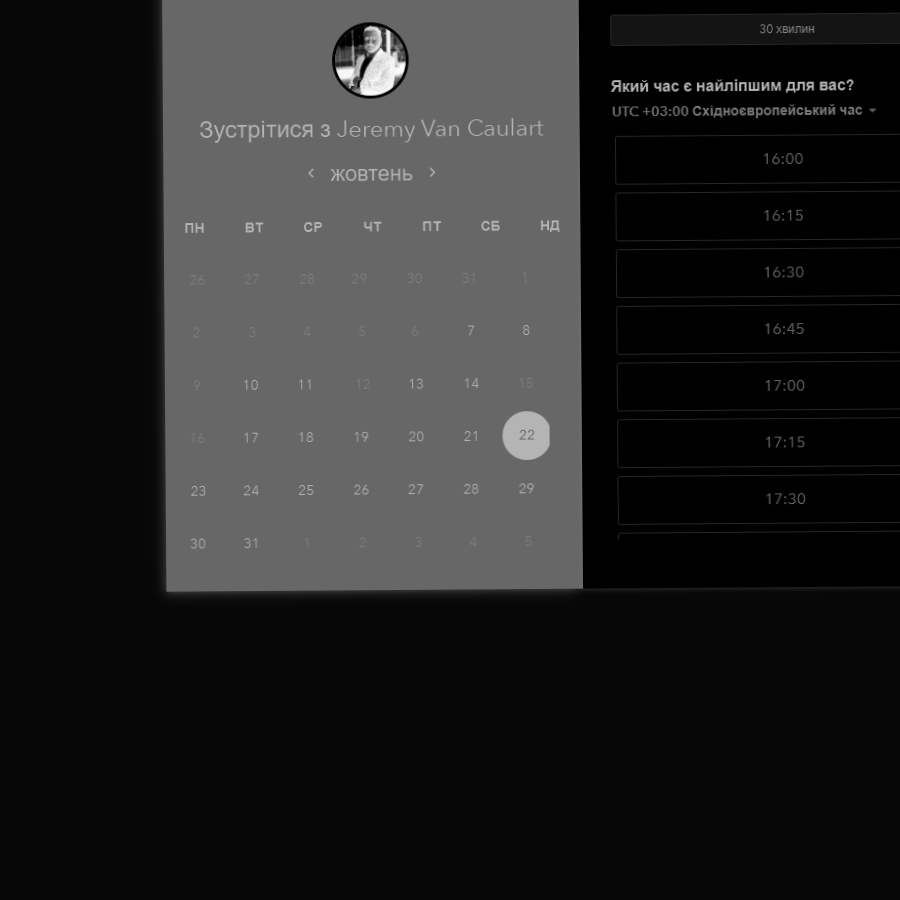 Зустрітися з Jeremy Van Caulart
‹ жовтень ›
ПН ВТ СР ЧТ ПТ СБ НД
26 27 28 29 30 31 1
2 3 4 5 6 7 8
9 10 11 12 13 14 15
16 17 18 19 20 21 22
23 24 25 26 27 28 29
30 31 1 2 3 4 5
30 хвилин
Який час є найліпшим для вас?
UTC +03:00 Східноєвропейський час
16:00
16:15
16:30
16:45
17:00
17:15
17:30